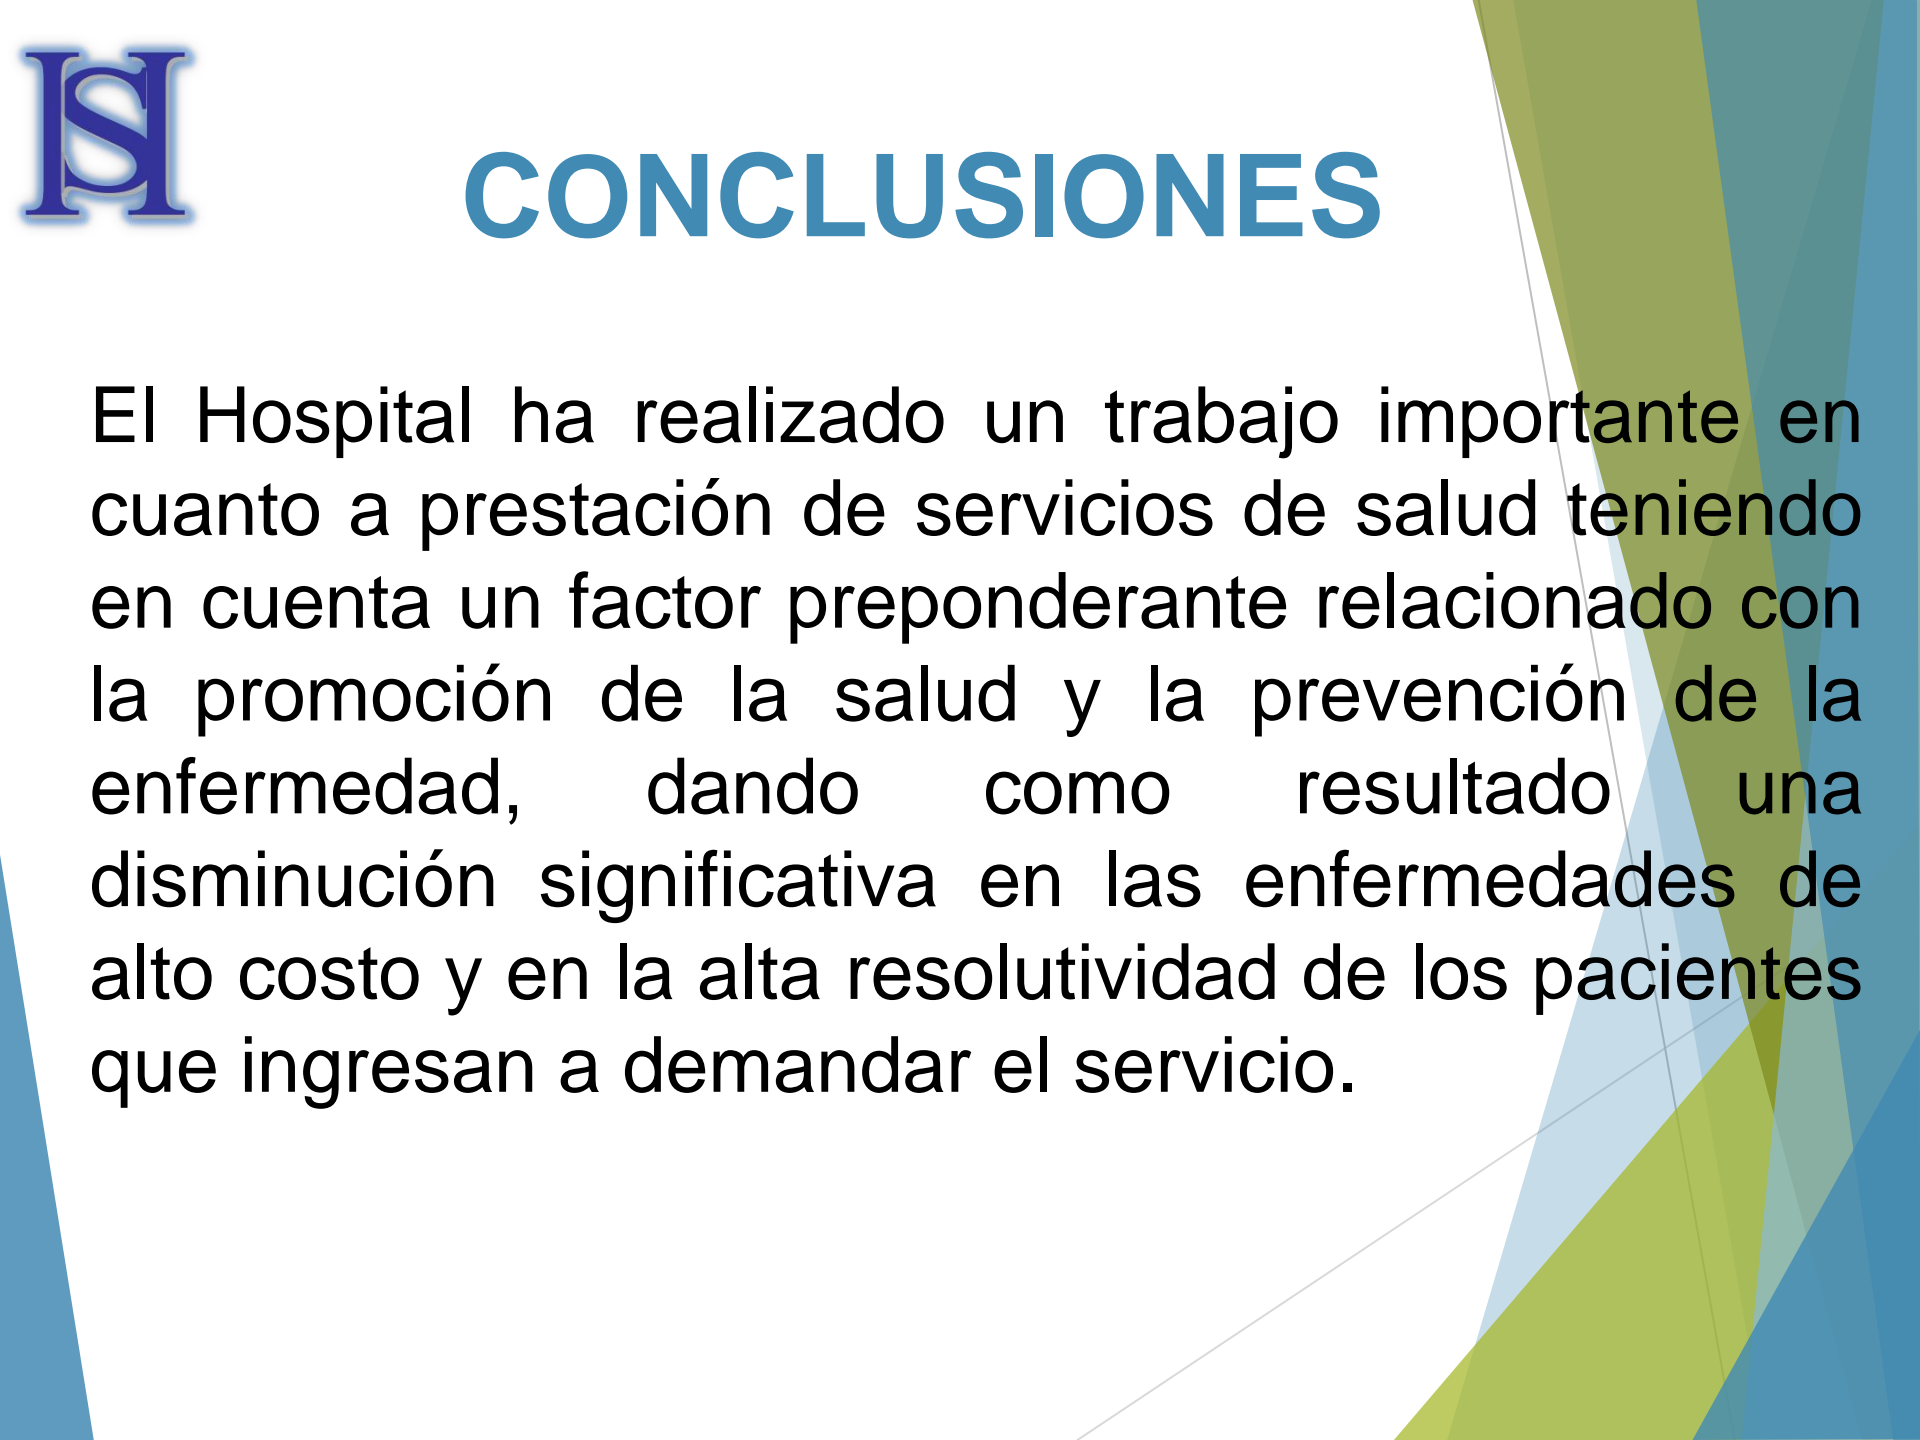 HS
CONCLUSIONES
El Hospital ha realizado un trabajo importante en
cuanto a prestación de servicios de salud teniendo
en cuenta un factor preponderante relacionado con
la promoción de la salud y la prevención de la
enfermedad, dando como resultado una
disminución significativa en las enfermedades de
alto costo y en la alta resolutividad de los pacientes
que ingresan a demandar el servicio.